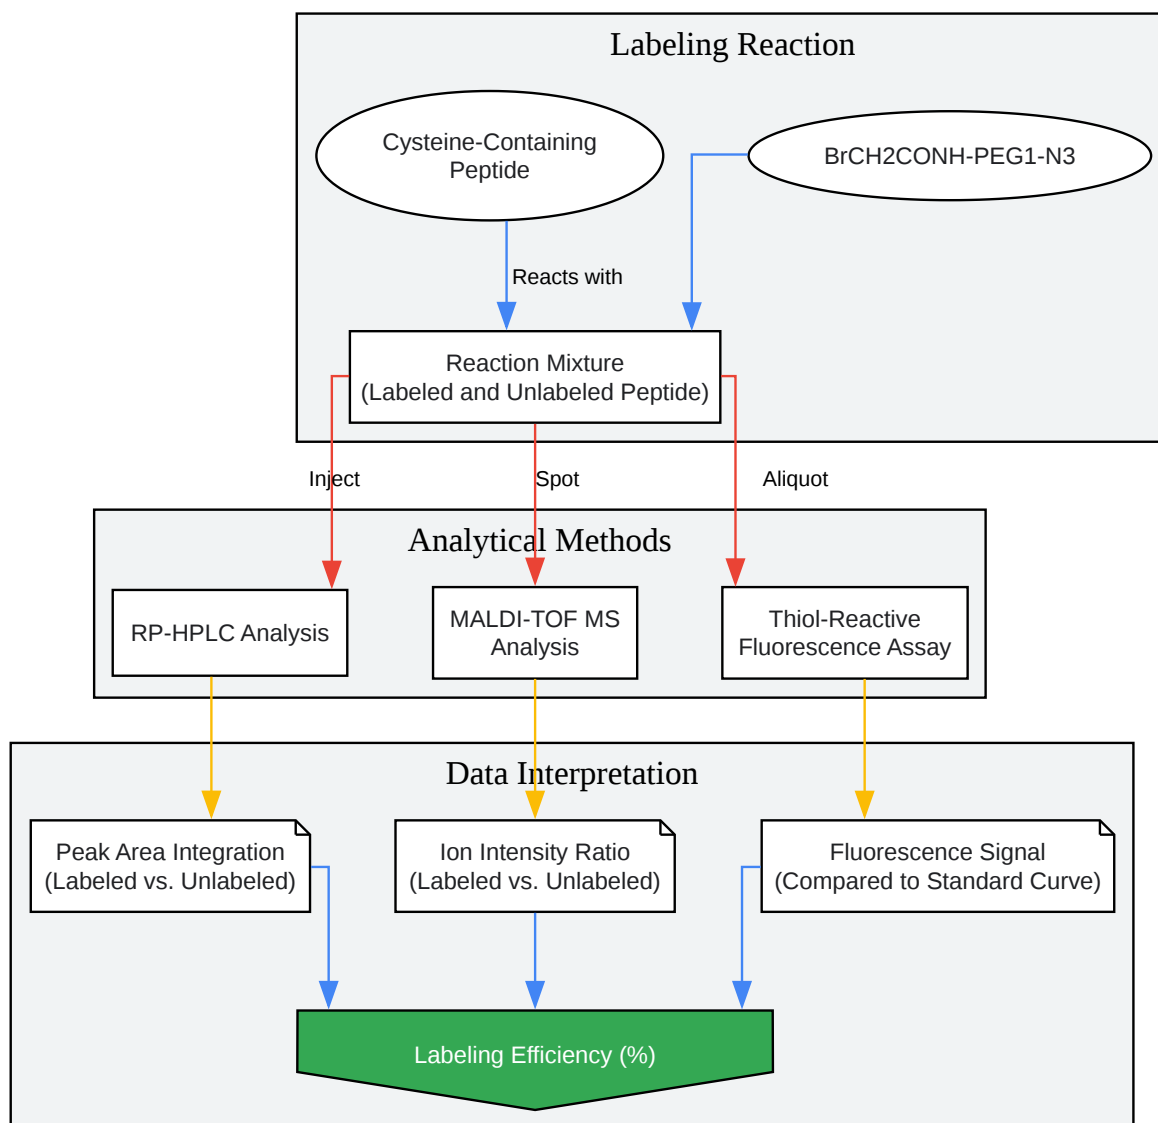 Labeling Reaction
Cysteine-Containing
Peptide
BrCH2CONH-PEG1-N3
Reacts with
Reaction Mixture
(Labeled and Unlabeled Peptide)
Inject
Spot
Aliquot
Analytical Methods
RP-HPLC Analysis
MALDI-TOF MS
Analysis
Thiol-Reactive
Fluorescence Assay
Data Interpretation
Peak Area Integration
(Labeled vs. Unlabeled)
Ion Intensity Ratio
(Labeled vs. Unlabeled)
Fluorescence Signal
(Compared to Standard Curve)
Labeling Efficiency (%)